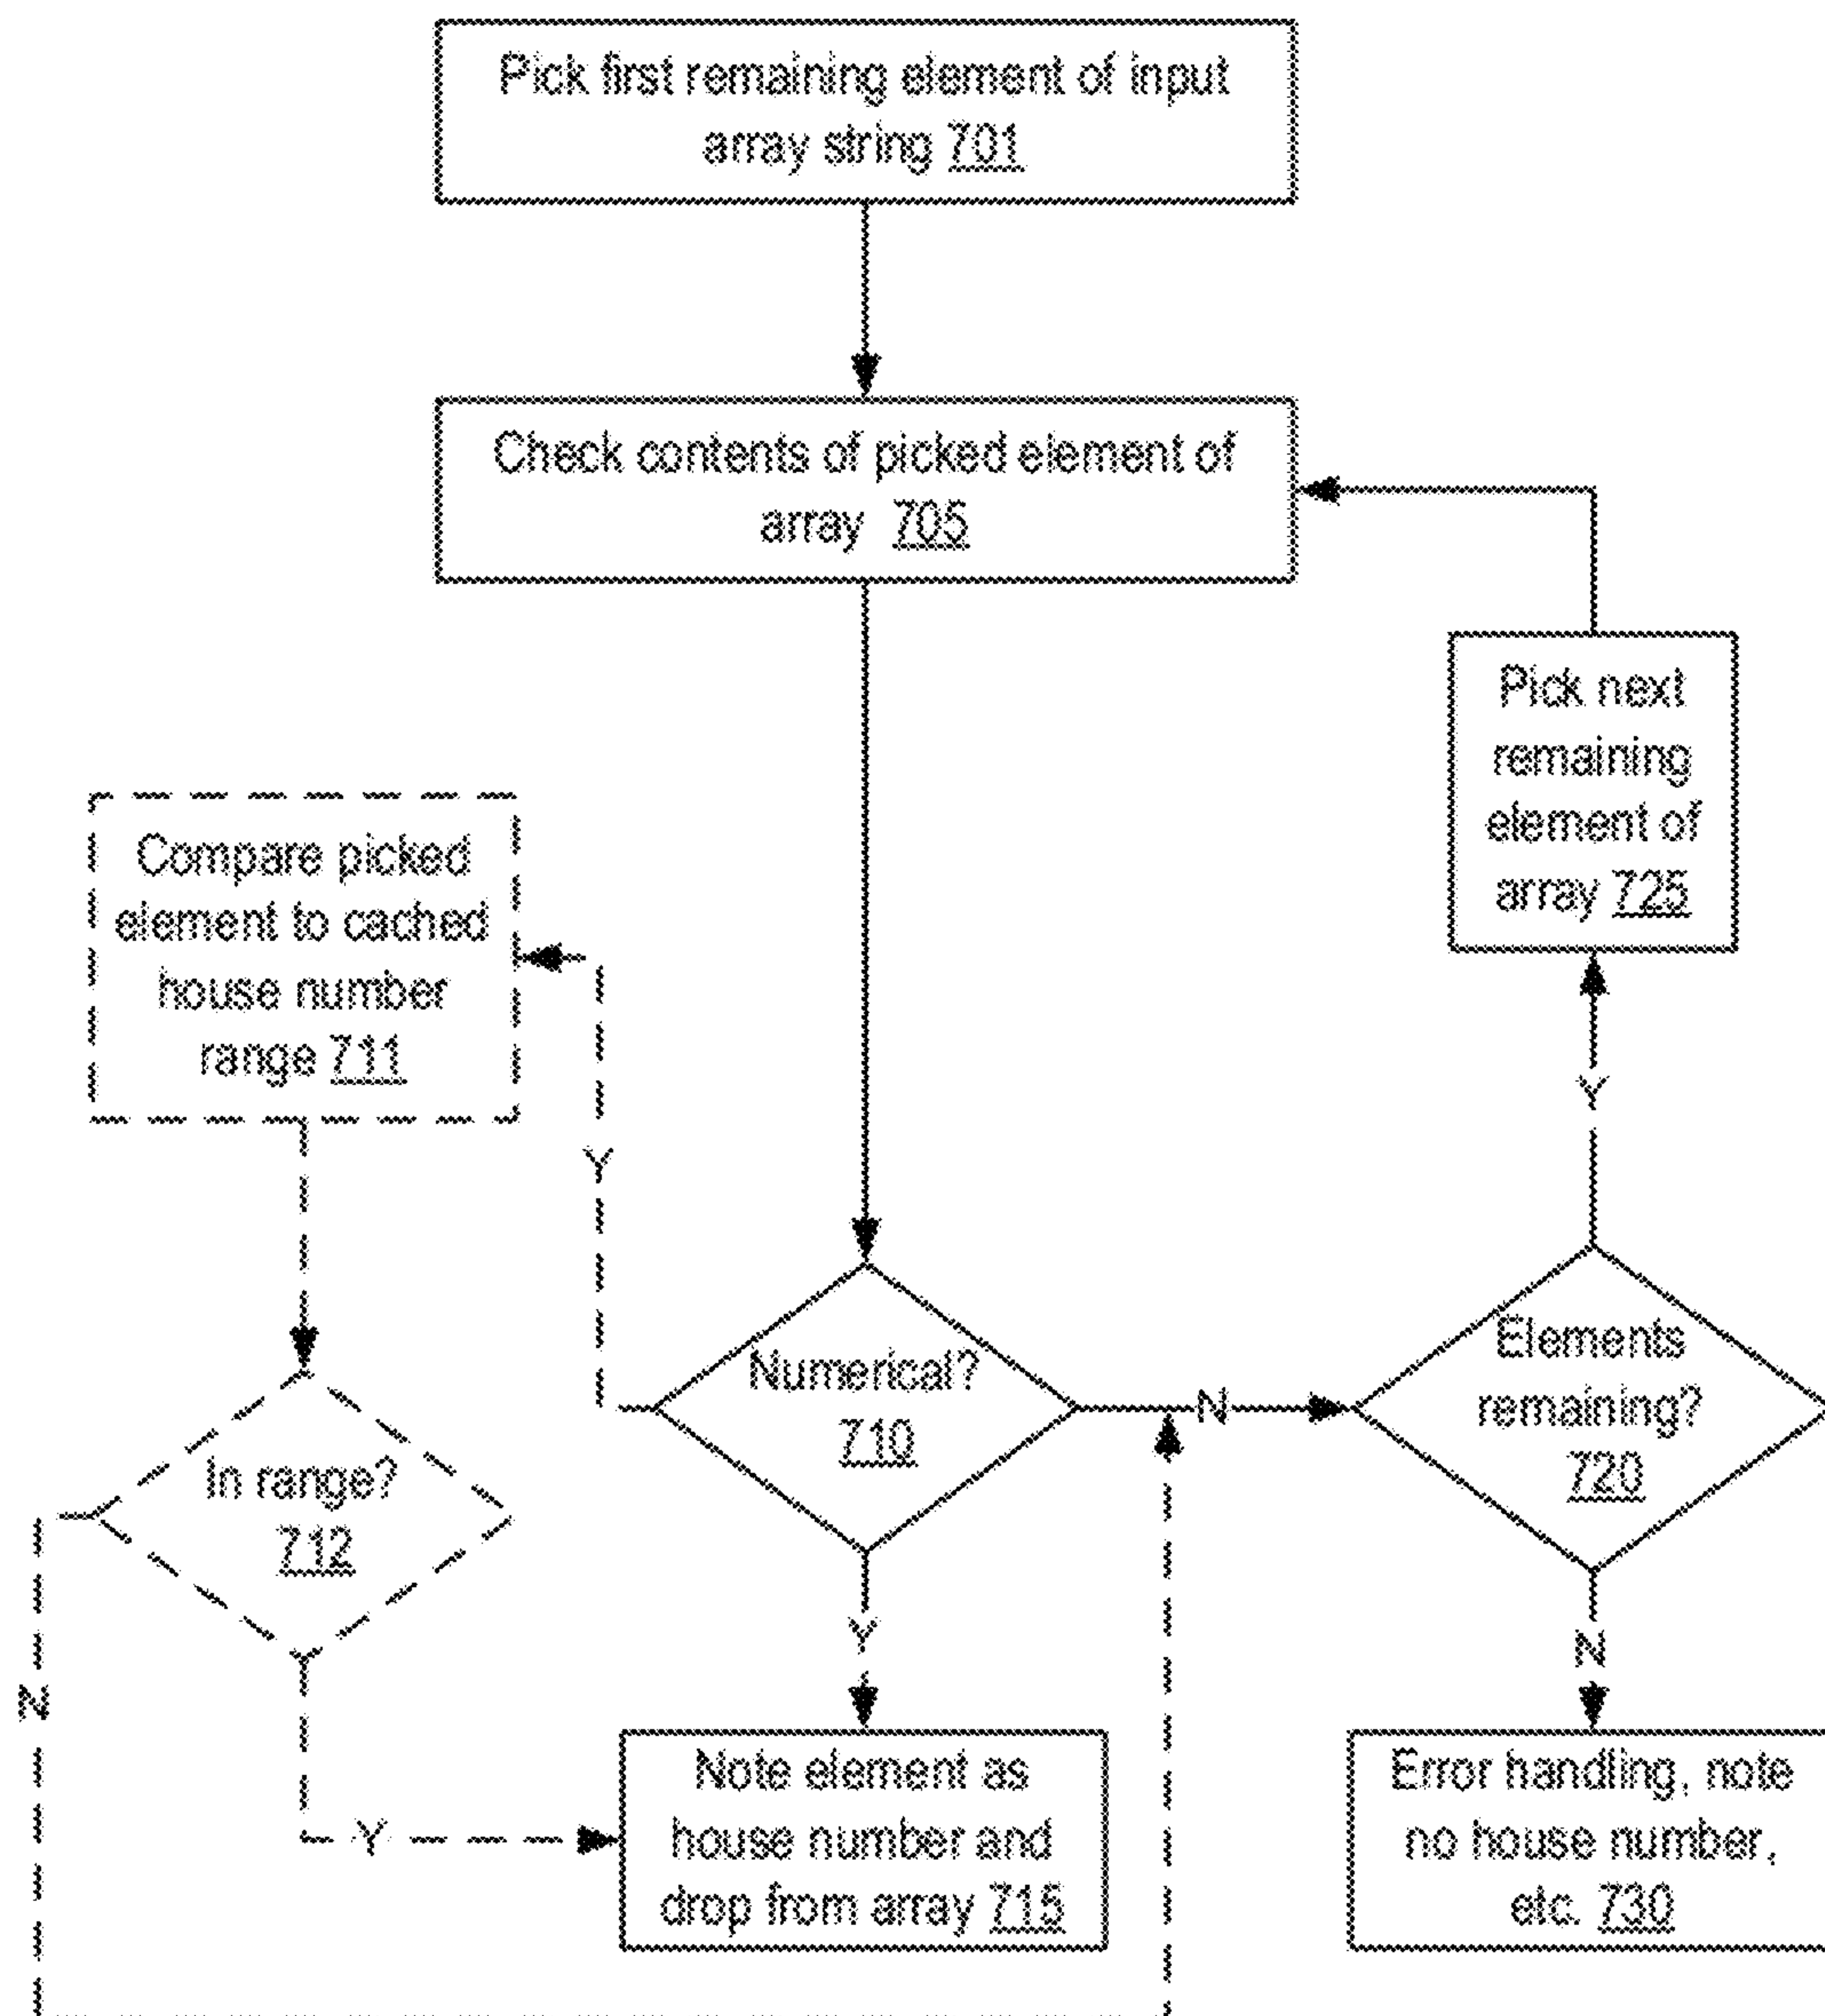 Pick first remaining element of input
array string 701
Check contents of picked element of
array 705
Pick next
remaining
element of
array 725
Compare picked
element to cached
house number
range 711
Y
Y
Numerical?
710
N
Elements
remaining?
720
In range?
712
Y
N
N
Y
Note element as
house number and
drop from array 715
Error handling, note
no house number,
etc. 730